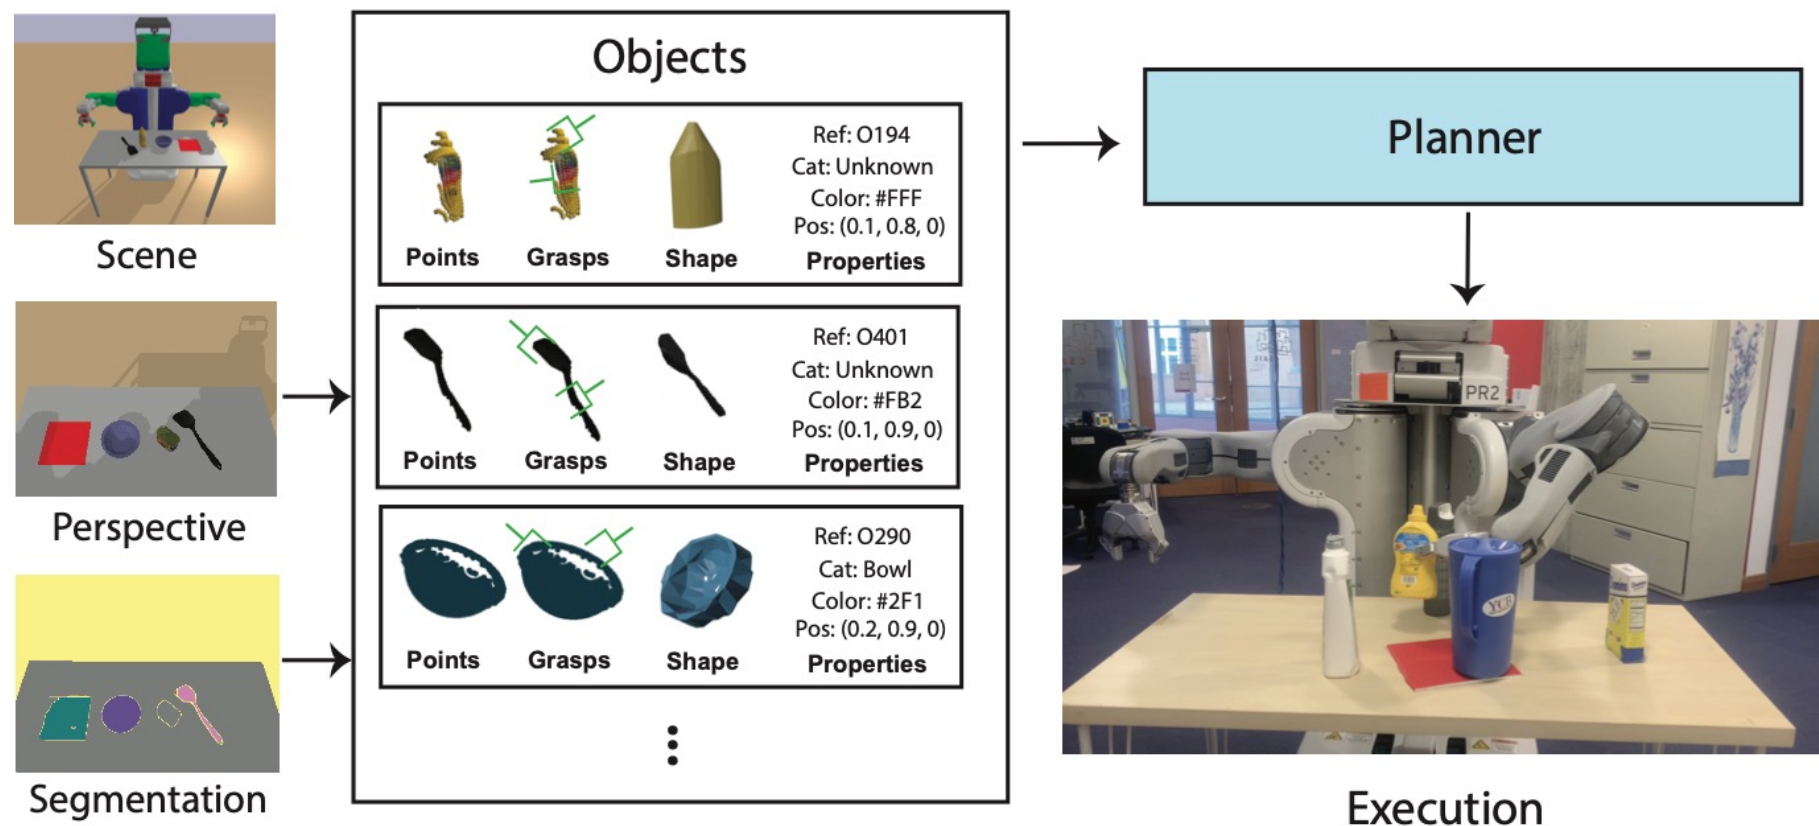 Scene
Perspective
Segmentation
Objects
Ref: O194
Cat: Unknown
Color: #FFF
Pos: (0.1, 0.8, 0)
Points
Grasps
Shape
Properties
Ref: O401
Cat: Unknown
Color: #FB2
Pos: (0.1, 0.9, 0)
Points
Grasps
Shape
Properties
Ref: O290
Cat: Bowl
Color: #2F1
Pos: (0.2, 0.9, 0)
Points
Grasps
Shape
Properties
Planner
PR2
YCB
Execution